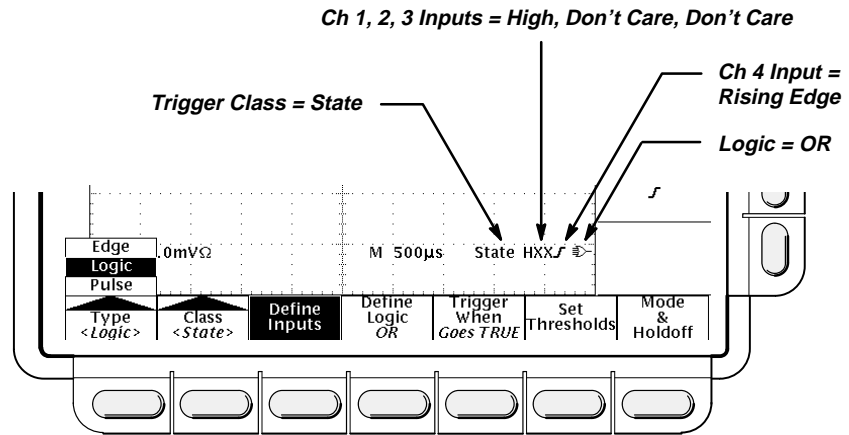 Ch 1, 2, 3 Inputs = High, Don't Care, Don't Care
Ch 4 Input =
Rising Edge
Trigger Class = State
Logic = OR
Edge
Logic
Pulse
.0mVΩ
M 500µs
State HXX
Type
<Logic>
Class
<State>
Define
Inputs
Define
Logic
OR
Trigger
When
Goes TRUE
Set
Thresholds
Mode
&
Holdoff